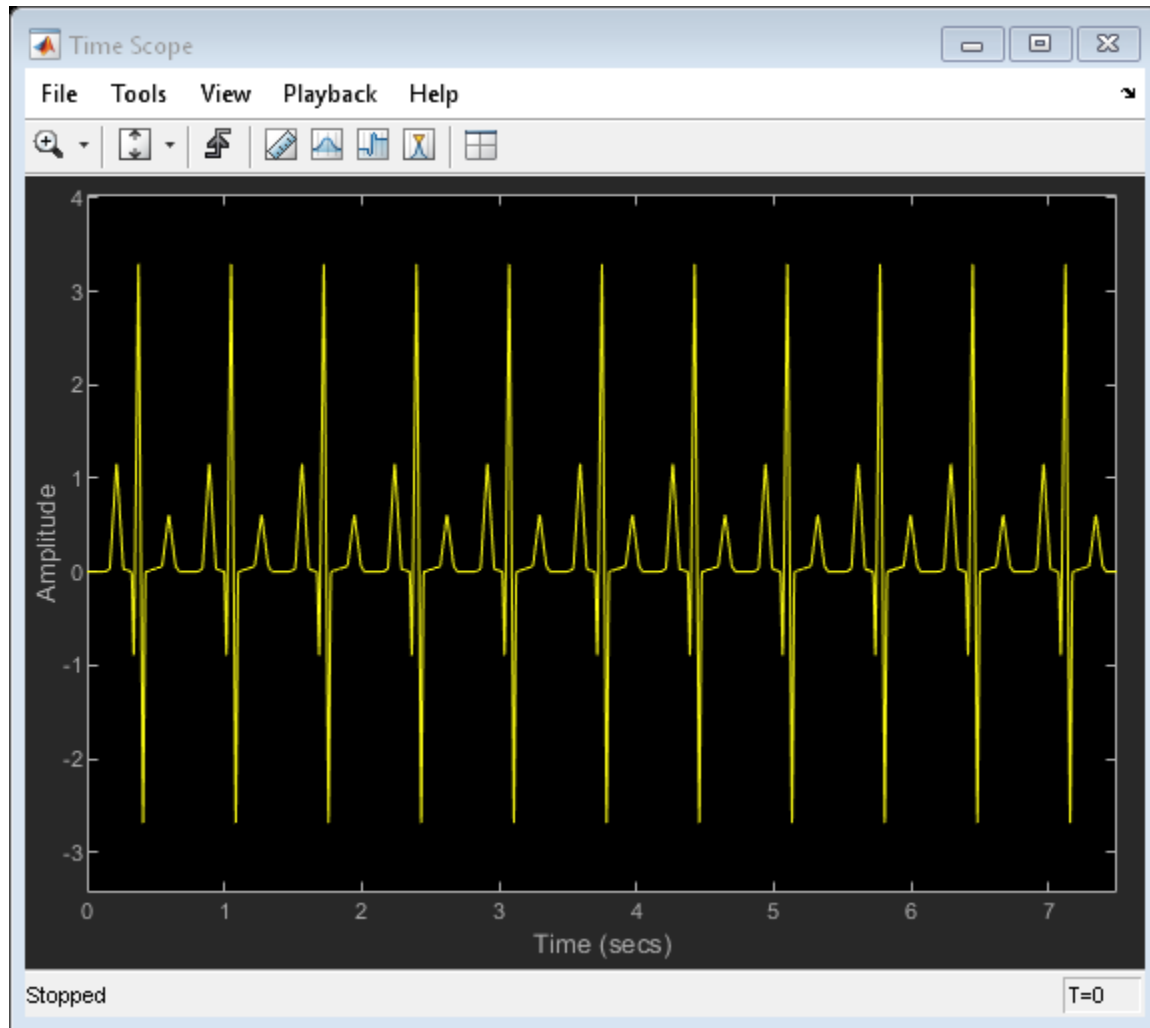 Time Scope
File Tools View Playback Help
4
3
2
1
0
-1
-2
-3
Amplitude
0 1 2 3 4 5 6 7
Time (secs)
Stopped T=0